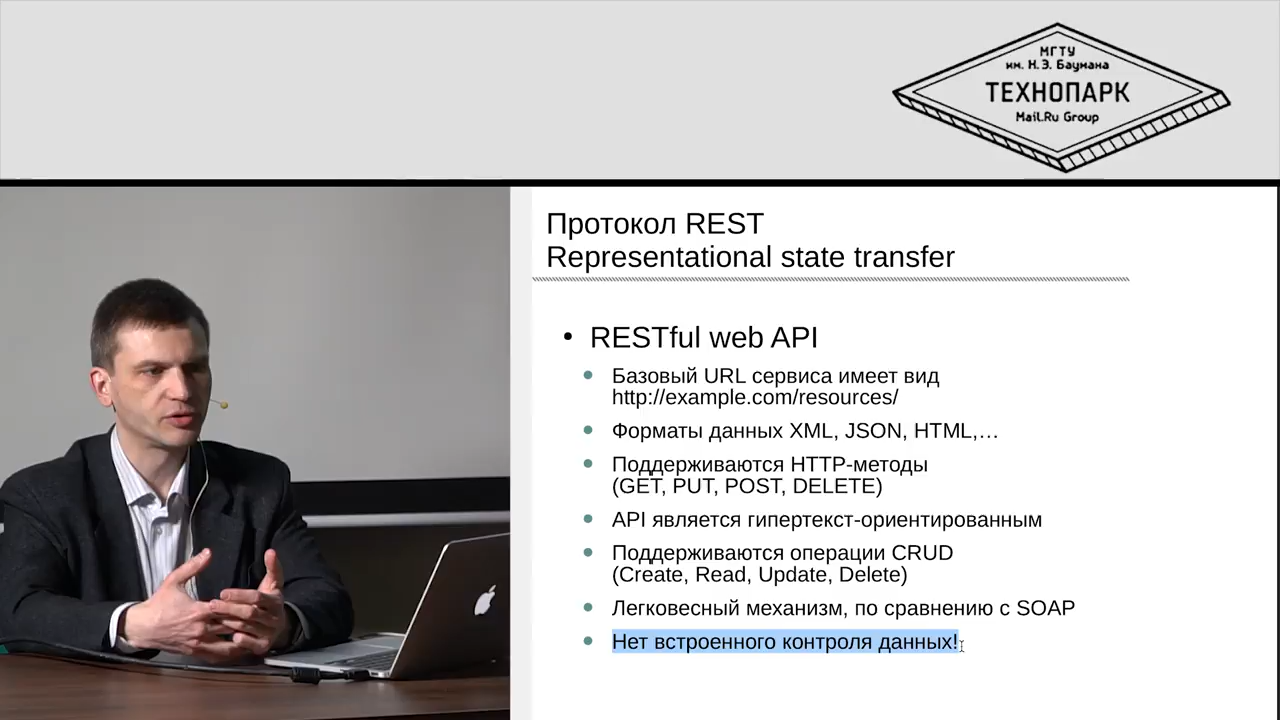 МГТУ
им. Н.Э. Баумана
ТЕХНОПАРК
Mail.Ru Group
Протокол REST
Representational state transfer
• RESTful web API
Базовый URL сервиса имеет вид
http://example.com/resources/
Форматы данных XML, JSON, HTML,…
Поддерживаются HTTP-методы
(GET, PUT, POST, DELETE)
API является гипертекст-ориентированным
Поддерживаются операции CRUD
(Create, Read, Update, Delete)
Легковесный механизм, по сравнению с SOAP
Нет встроенного контроля данных!